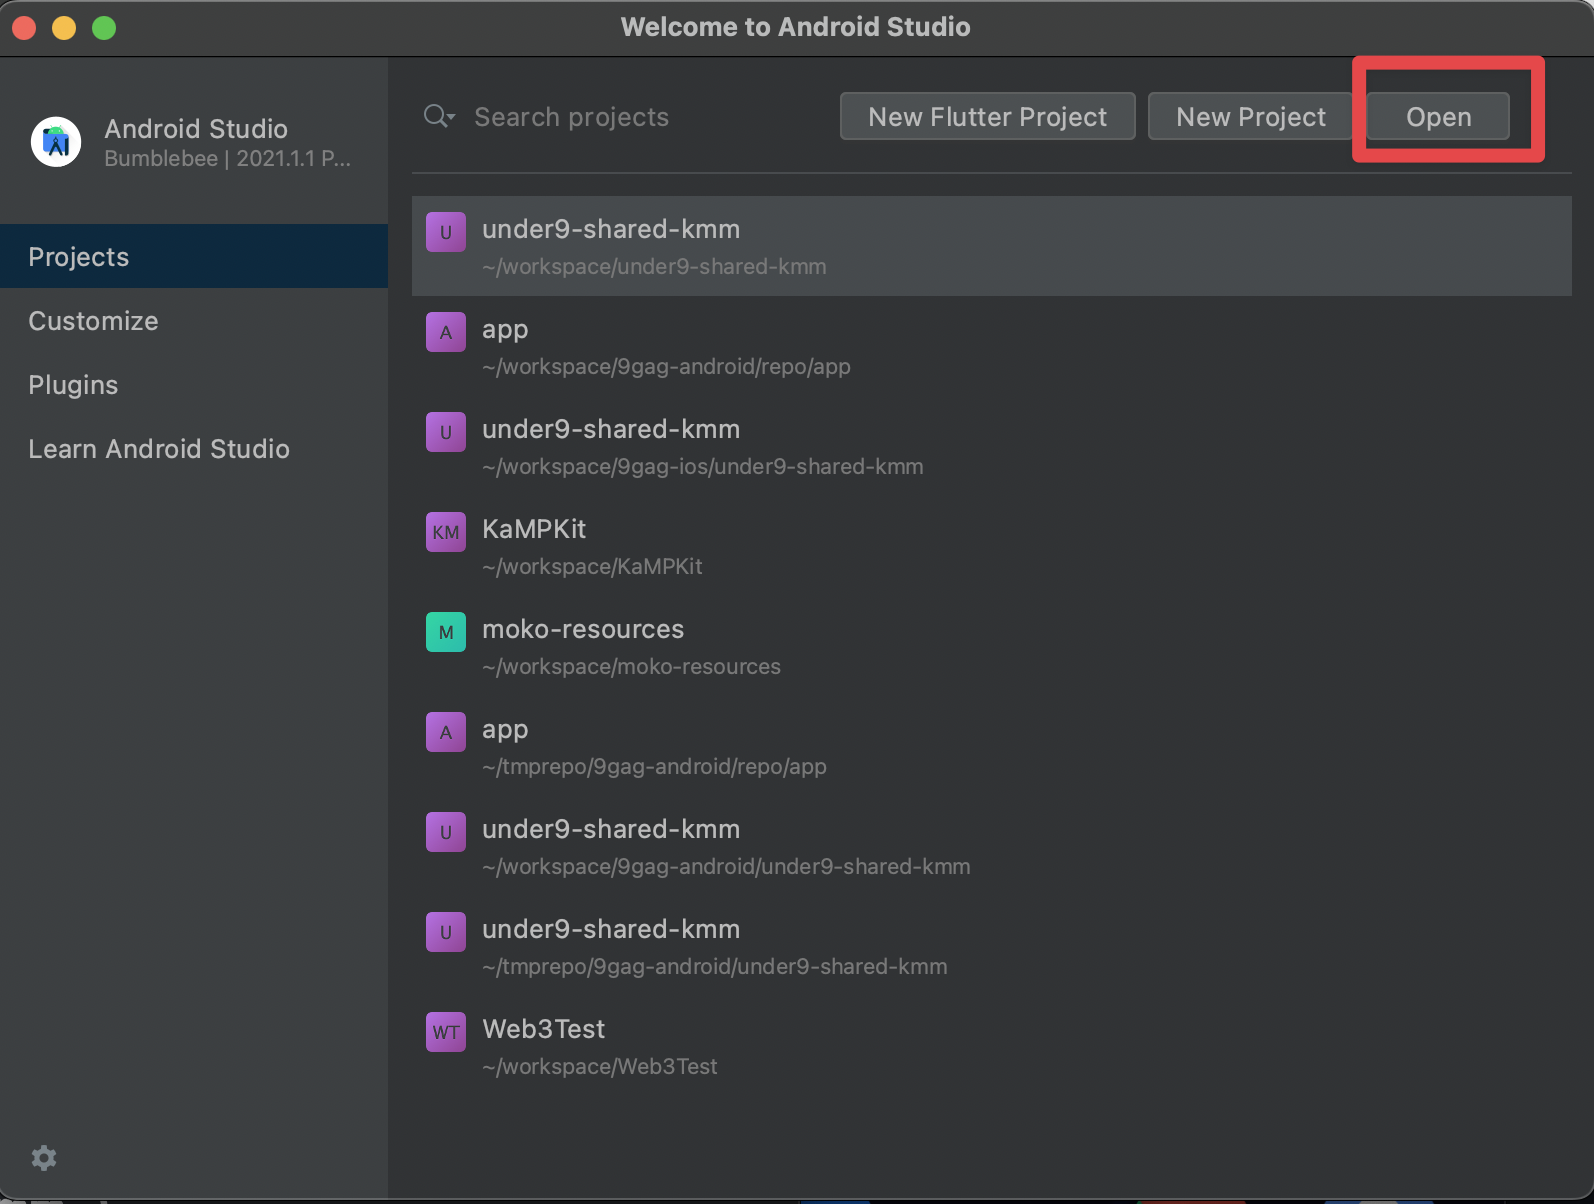 Welcome to Android Studio
Android Studio
Bumblebee | 2021.1.1 P...
Projects
Customize
Plugins
Learn Android Studio
Search projects
New Flutter Project
New Project
Open
U
under9-shared-kmm
~/workspace/under9-shared-kmm
A
app
~/workspace/9gag-android/repo/app
U
under9-shared-kmm
~/workspace/9gag-ios/under9-shared-kmm
KM
KaMPKit
~/workspace/KaMPKit
M
moko-resources
~/workspace/moko-resources
A
app
~/tmprepo/9gag-android/repo/app
U
under9-shared-kmm
~/workspace/9gag-android/under9-shared-kmm
U
under9-shared-kmm
~/tmprepo/9gag-android/under9-shared-kmm
WT
Web3Test
~/workspace/Web3Test